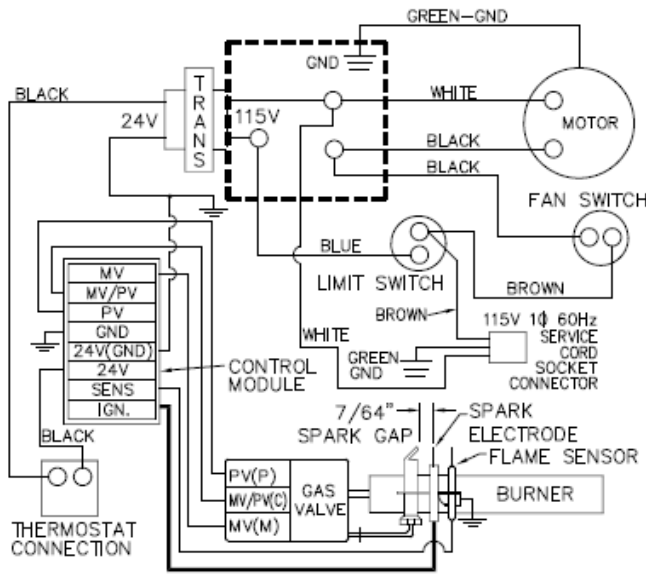 GREEN-GND
GND
BLACK
TRANS
24V
115V
WHITE
MOTOR
BLACK
BLACK
FAN SWITCH
BLUE
LIMIT SWITCH
BROWN
BROWN
MV
MV/PV
PV
GND
24V(GND)
24V
SENS
IGN.
CONTROL
MODULE
WHITE
GREEN
GND
115V 1ϕ 60Hz
SERVICE
CORD
SOCKET
CONNECTOR
BLACK
7/64"
SPARK GAP
SPARK
ELECTRODE
FLAME SENSOR
PV(P)
MV/PV(C)
MV(M)
GAS
VALVE
BURNER
THERMOSTAT
CONNECTION